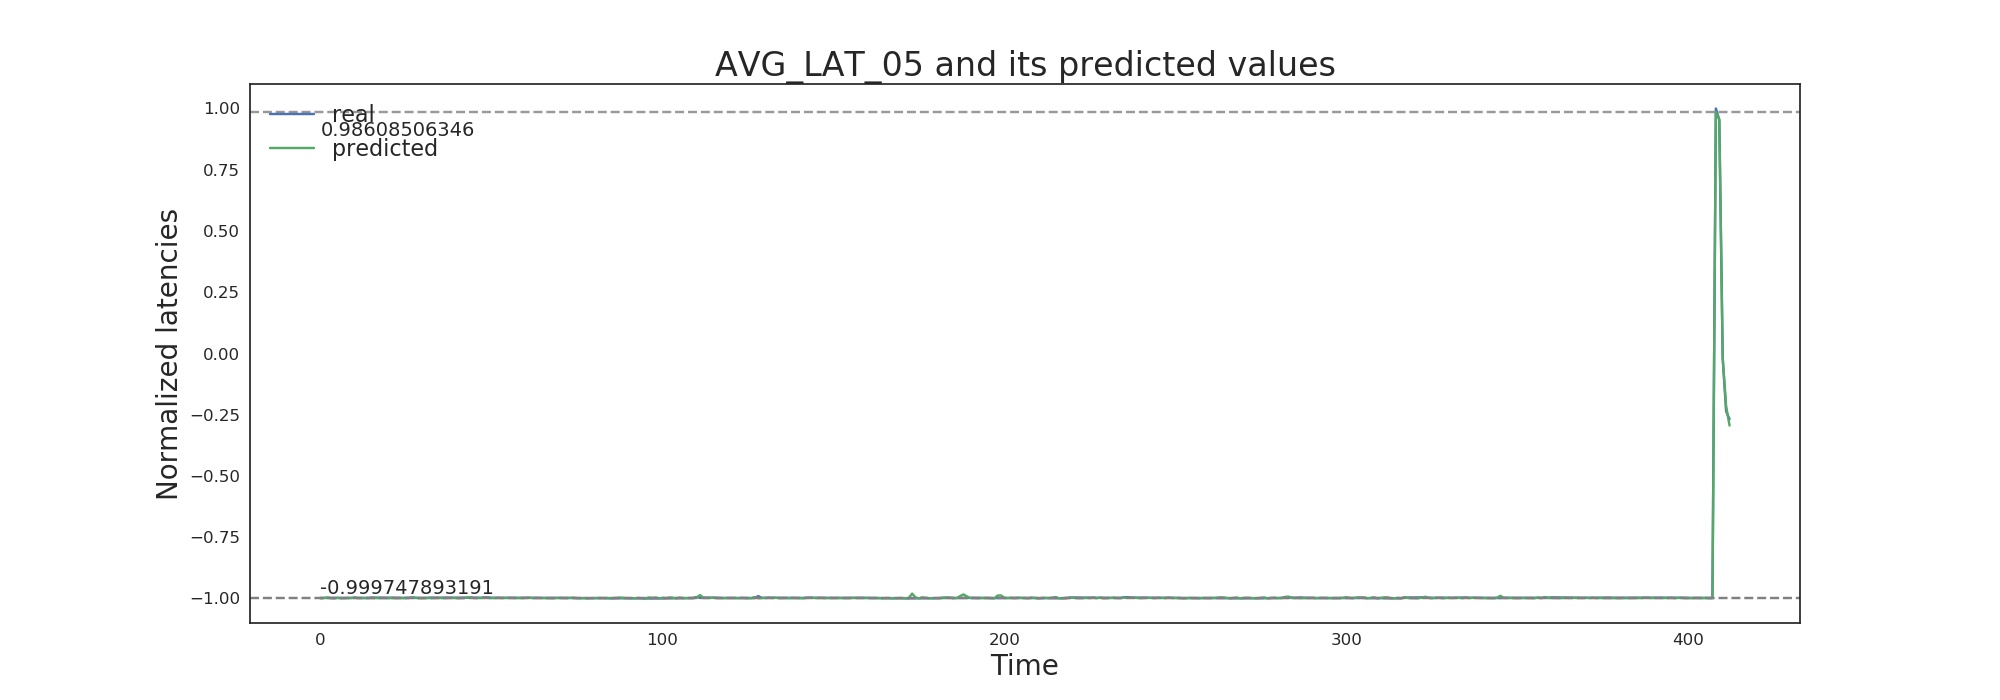 AVG_LAT_05 and its predicted values
Normalized latencies
1.00
0.75
0.50
0.25
0.00
−0.25
−0.50
−0.75
−1.00
real
0.98608506346
predicted
-0.999747893191
0 100 200 300 400
Time